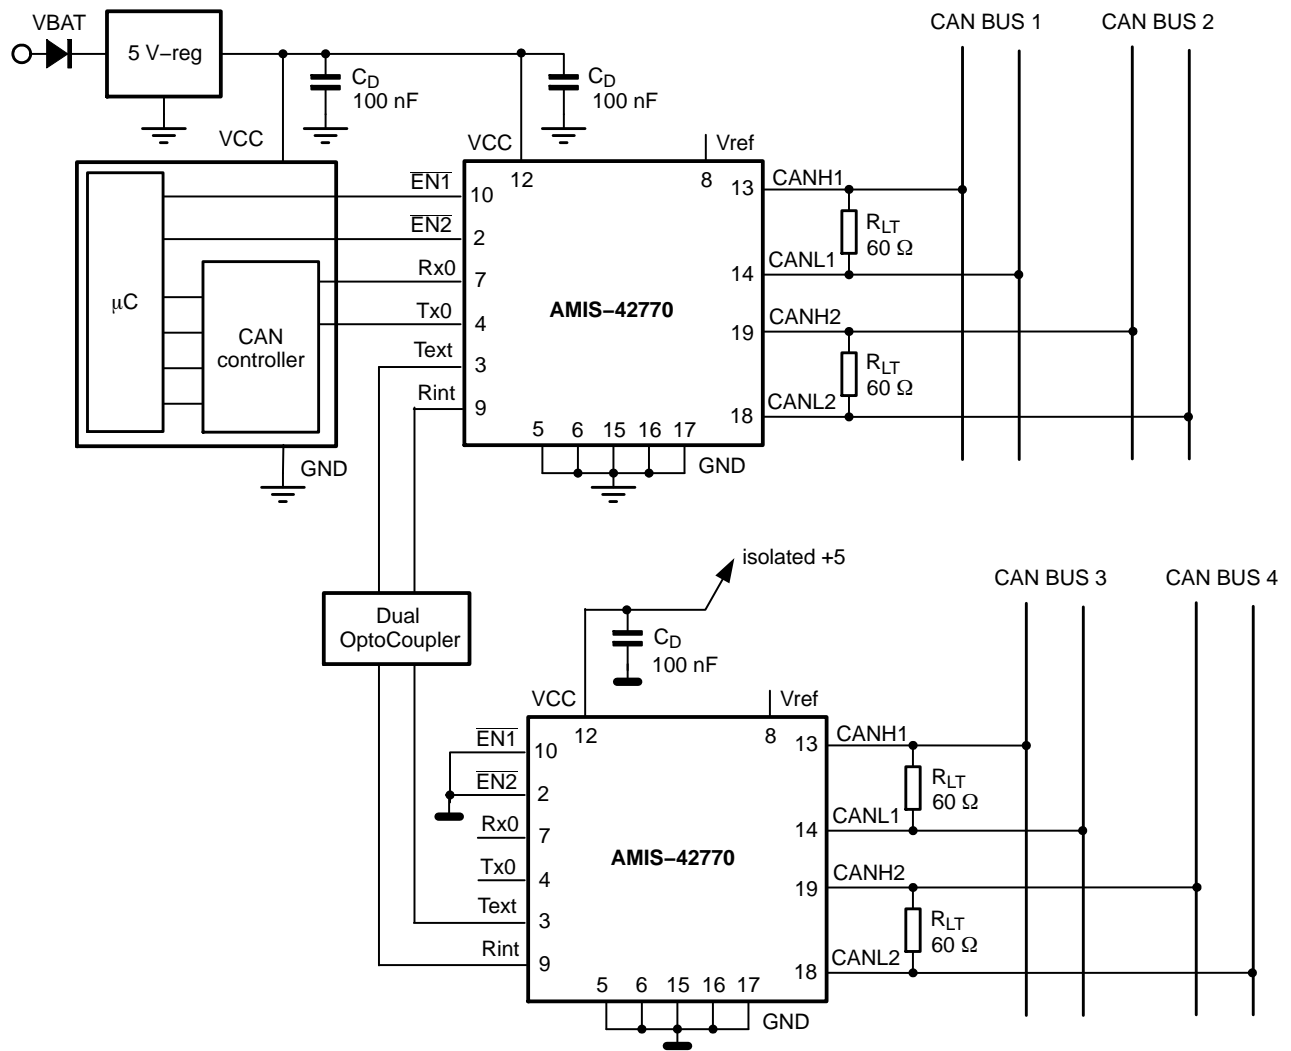 VBAT
5 V–reg
CD
100 nF
CD
100 nF
CAN BUS 1
CAN BUS 2
VCC
VCC
12
Vref
8
μC
CAN
controller
GND
EN1
10
EN2
2
Rx0
7
Tx0
4
Text
3
Rint
9
AMIS–42770
13
CANH1
RLT
60 Ω
14
CANL1
19
CANH2
RLT
60 Ω
18
CANL2
5
6
15
16
17
GND
Dual
OptoCoupler
isolated +5
CD
100 nF
CAN BUS 3
CAN BUS 4
VCC
12
Vref
8
EN1
10
EN2
2
Rx0
7
Tx0
4
Text
3
Rint
9
AMIS–42770
13
CANH1
RLT
60 Ω
14
CANL1
19
CANH2
RLT
60 Ω
18
CANL2
5
6
15
16
17
GND